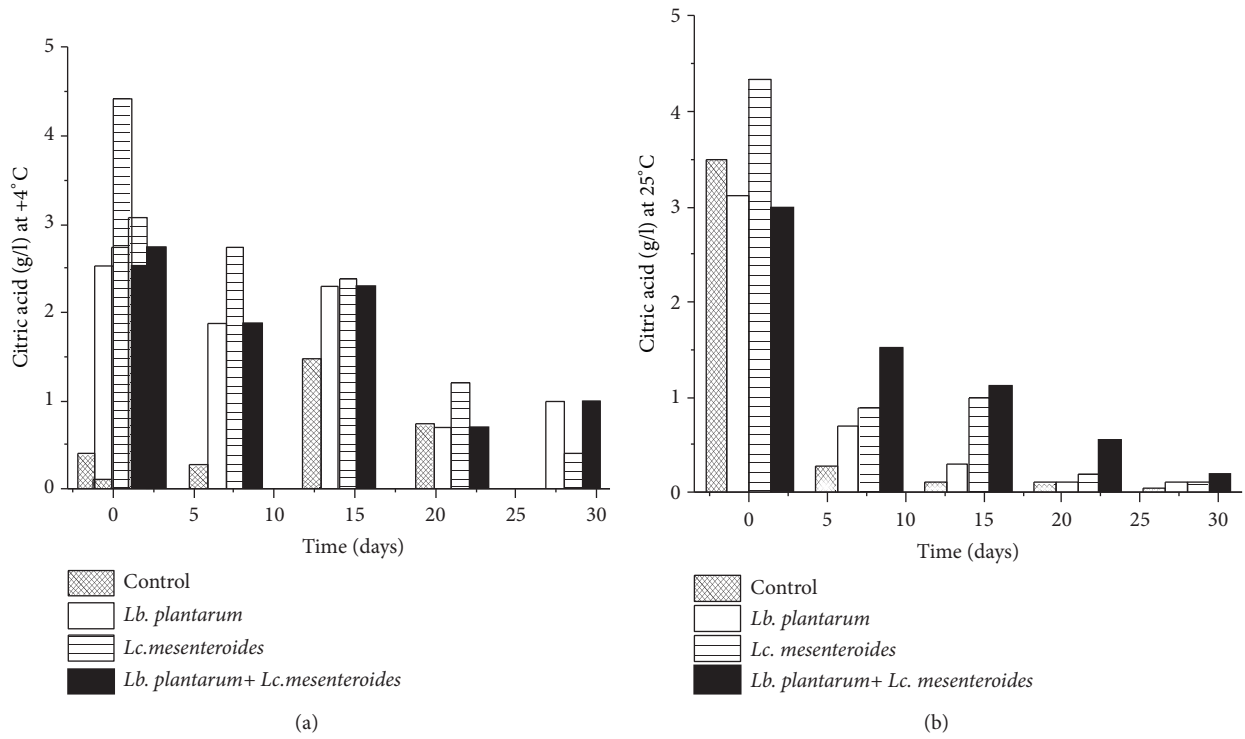 5
4
3
2
1
0
Citric acid (g/l) at +4°C
0
5
10
15
20
25
30
Time (days)
Control
Lb. plantarum
Lc.mesenteroides
Lb. plantarum+ Lc.mesenteroides
(a)
5
4
3
2
1
0
Citric acid (g/l) at 25°C
0
5
10
15
20
25
30
Time (days)
Control
Lb. plantarum
Lc. mesenteroides
Lb. plantarum+ Lc. mesenteroides
(b)